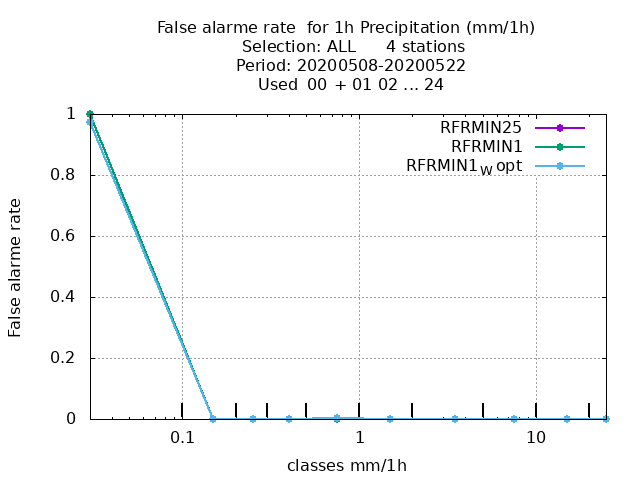 False alarme rate  for 1h Precipitation (mm/1h)
Selection: ALL      4 stations
Period: 20200508-20200522
Used  00  + 01 02 ... 24
RFRMIN25
RFRMIN1
RFRMIN1W opt
1
0.8
0.6
0.4
0.2
0
False alarme rate
0.1
1
10
classes mm/1h